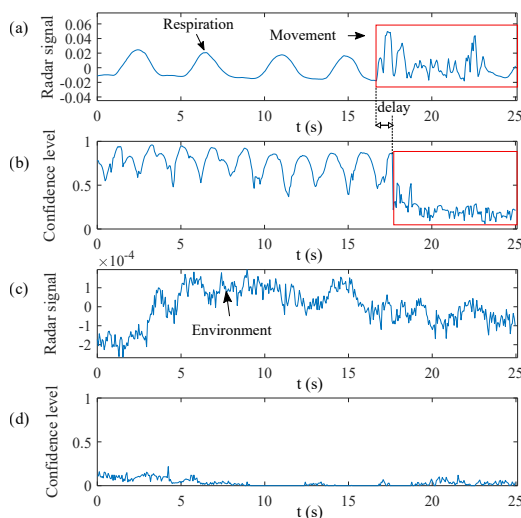 (a)
Radar signal
0.06
0.04
0.02
0
-0.02
-0.04
Respiration
Movement
0 5 10 15 20 25
t (s)
delay
(b)
Confidence level
1
0.5
0
0 5 10 15 20 25
t (s)
×10⁻⁴
(c)
Radar signal
1
0
-1
-2
Environment
0 5 10 15 20 25
t (s)
(d)
Confidence level
1
0.5
0
0 5 10 15 20 25
t (s)